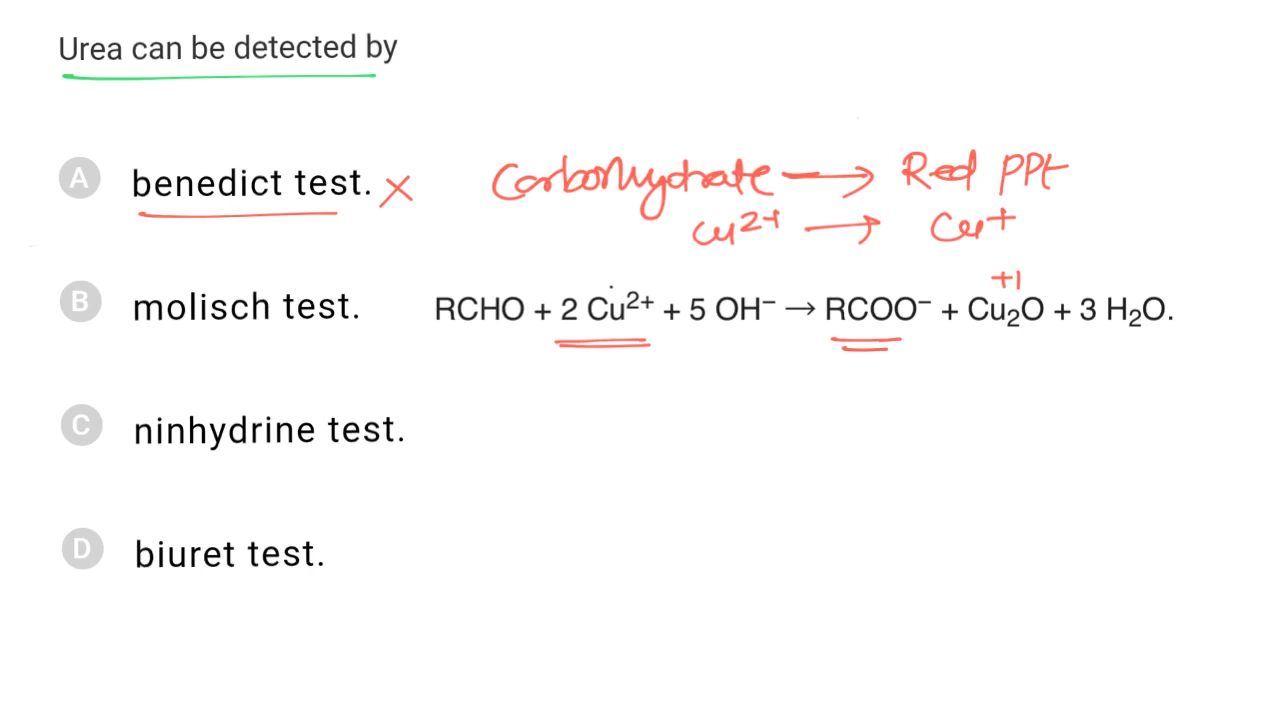 Urea can be detected by
A benedict test. X Carbohydrate → Red PPt
Cu2+ → Cu+
+1
B molisch test. RCHO + 2 Cu²⁺ + 5 OH⁻ → RCOO⁻ + Cu₂O + 3 H₂O.
C ninhydrine test.
D biuret test.